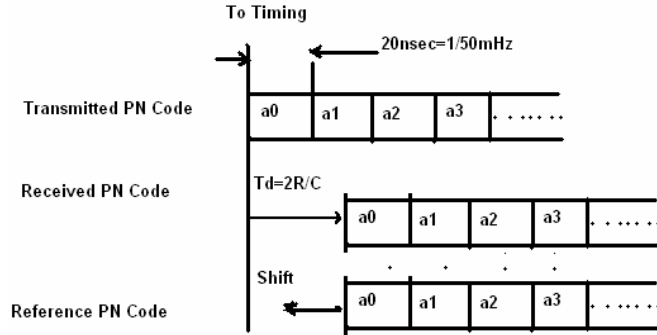 To Timing
20nsec=1/50mHz
Transmitted PN Code
a0 a1 a2 a3 . . . . . .
Td=2R/C
Received PN Code
a0 a1 a2 a3 . . . . . .
Shift
Reference PN Code
a0 a1 a2 a3 . . . . . .